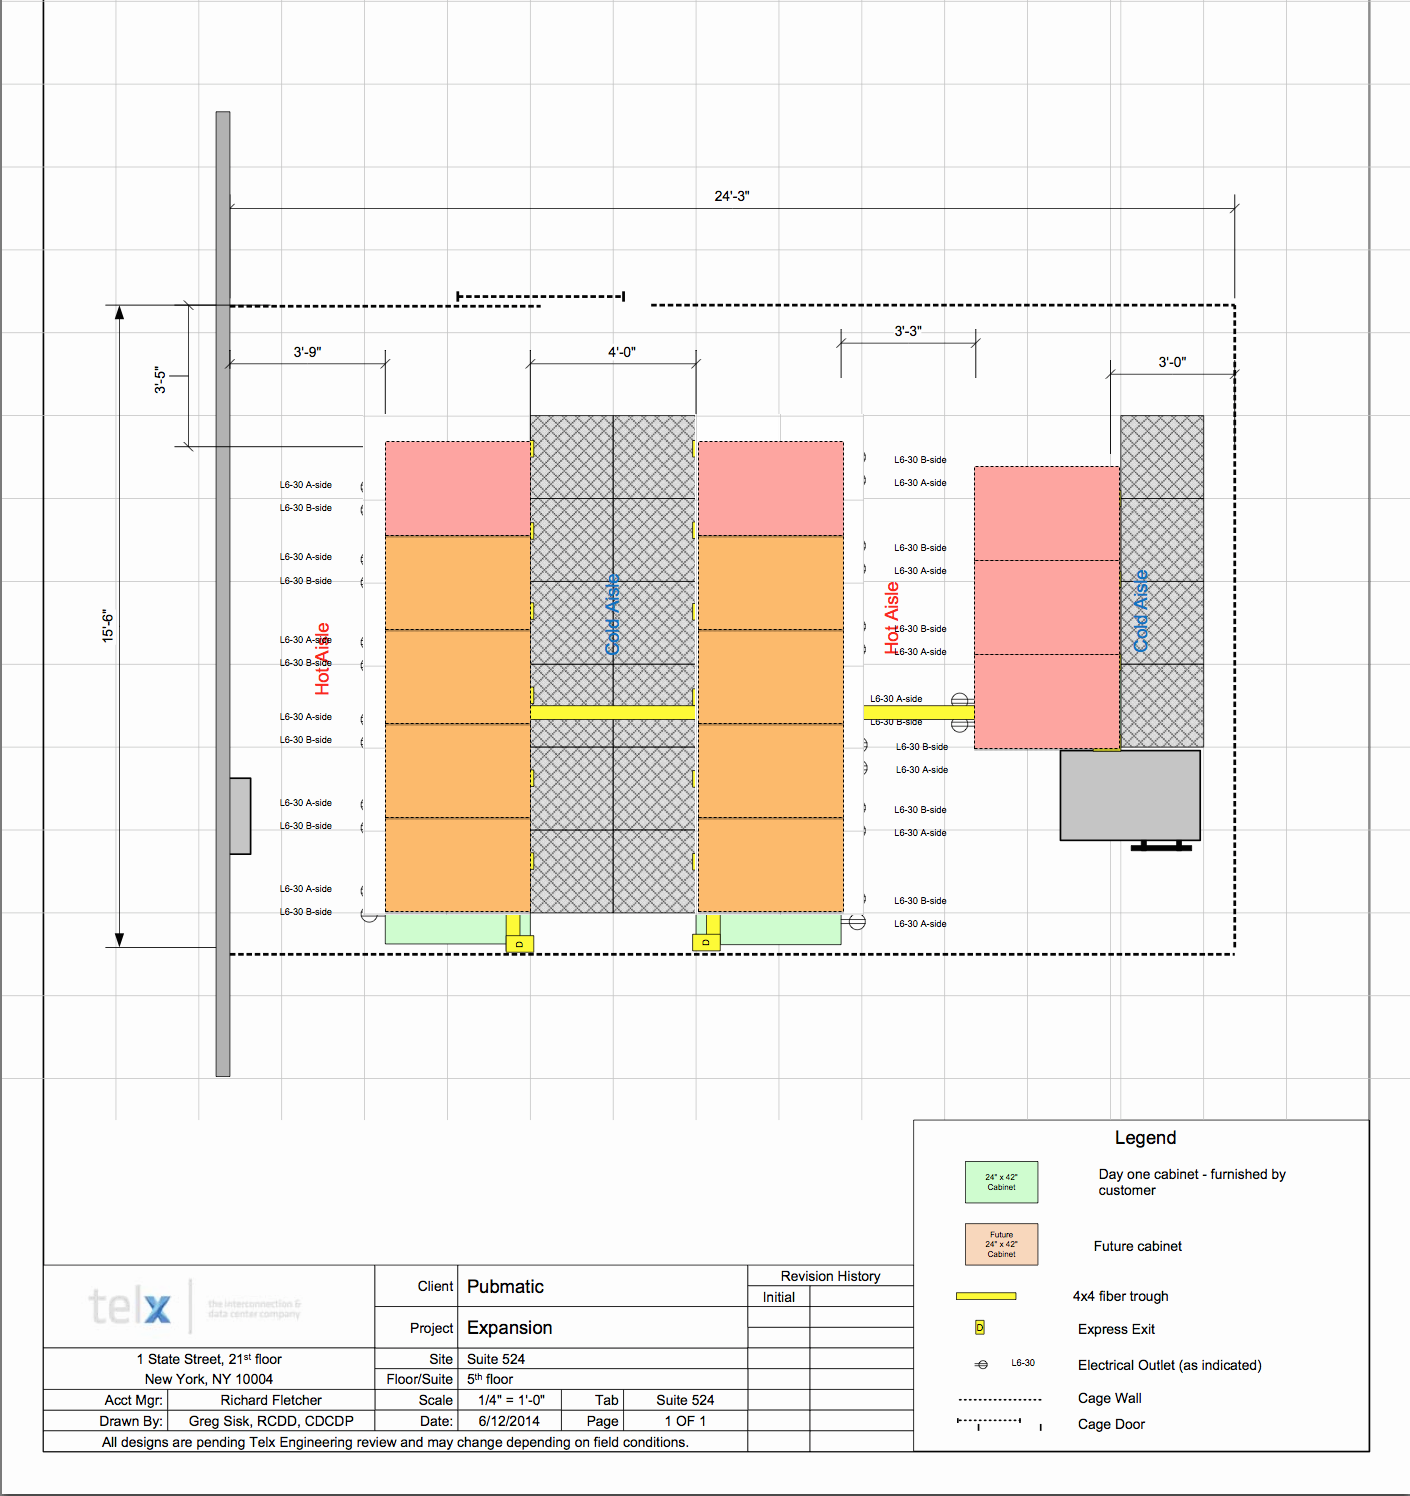 24'-3"
3'-3"
3'-9"
4'-0"
3'-0"
3'-5"
15'-6"
L6-30 A-side
L6-30 B-side
L6-30 A-side
L6-30 B-side
L6-30 A-side
L6-30 B-side
L6-30 A-side
L6-30 B-side
L6-30 A-side
L6-30 B-side
L6-30 A-side
L6-30 B-side
Hot Aisle
Cold Aisle
L6-30 B-side
L6-30 A-side
L6-30 B-side
L6-30 A-side
Hot Aisle
L6-30 B-side
L6-30 A-side
L6-30 A-side
L6-30 B-side
L6-30 B-side
L6-30 A-side
L6-30 B-side
L6-30 A-side
L6-30 B-side
L6-30 A-side
Cold Aisle
D
D
Legend
24" x 42"
Cabinet
Day one cabinet - furnished by
customer
Future
24" x 42"
Cabinet
Future cabinet
4x4 fiber trough
D
Express Exit
L6-30
Electrical Outlet (as indicated)
Cage Wall
Cage Door
telx
the interconnection &
data center company
Client Pubmatic
Project Expansion
Revision History
Initial
1 State Street, 21st floor
New York, NY 10004
Site Suite 524
Floor/Suite 5th floor
Acct Mgr: Richard Fletcher
Scale 1/4" = 1'-0" Tab Suite 524
Drawn By: Greg Sisk, RCDD, CDCDP
Date: 6/12/2014 Page 1 OF 1
All designs are pending Telx Engineering review and may change depending on field conditions.